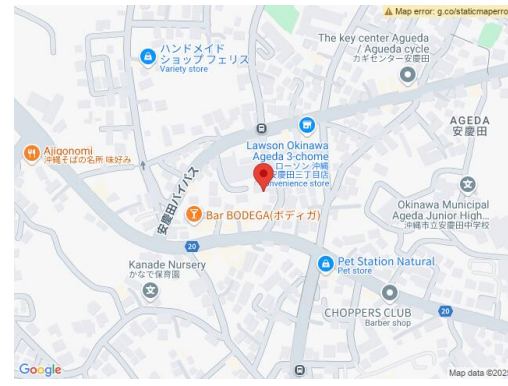 Map error: g.co/staticmaperro
The key center Agueda
/ Agueda cycle
カギセンター安慶田
ハンドメイド
ショップ フェリス
Variety store
AGEDA
安慶田
Lawson Okinawa
Ageda 3-chome
ローソン 沖縄
安慶田三丁目店
nvenience store
Ajigonomi
沖縄そばの名所 味好み
安慶田バイパス
Bar BODEGA(ボディガ)
Okinawa Municipal
Ageda Junior High...
沖縄市立安慶田中学校
20
Kanade Nursery
かなで保育園
Pet Station Natural
Pet store
CHOPPERS CLUB
Barber shop
20
Google
Map data ©202